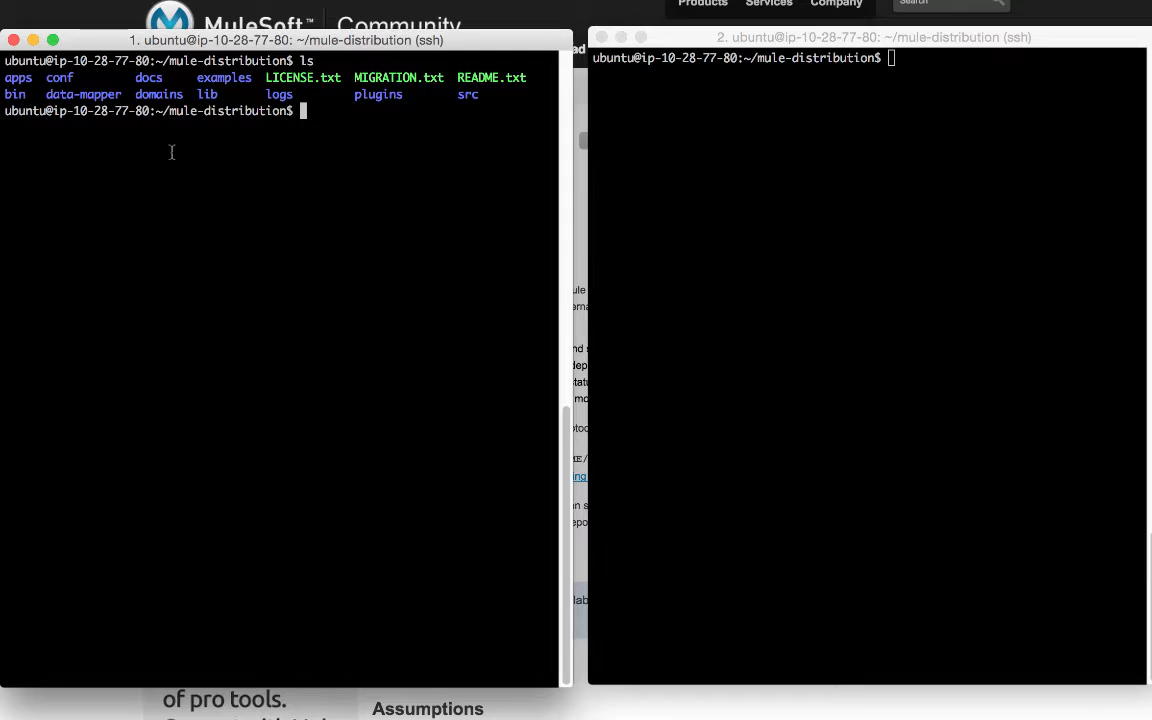 MuleSoft™ Community
Products Services Company Search
1. ubuntu@ip-10-28-77-80: ~/mule-distribution (ssh)
ubuntu@ip-10-28-77-80:~/mule-distribution$ ls
apps conf docs examples LICENSE.txt MIGRATION.txt README.txt
bin data-mapper domains lib logs plugins src
ubuntu@ip-10-28-77-80:~/mule-distribution$
2. ubuntu@ip-10-28-77-80: ~/mule-distribution (ssh)
ubuntu@ip-10-28-77-80:~/mule-distribution$
of pro tools.
Assumptions